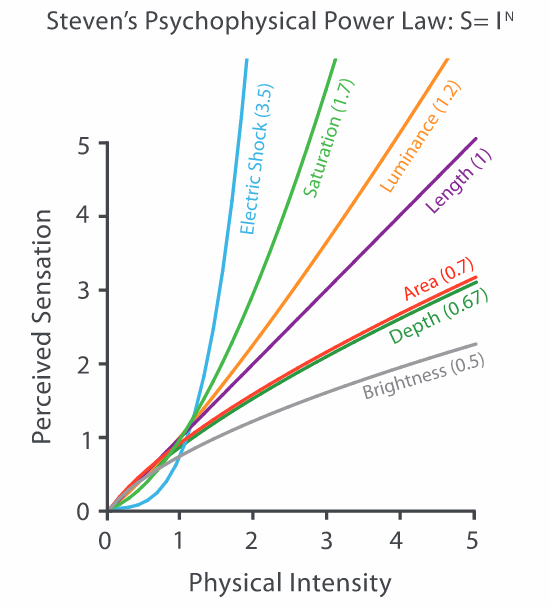 Steven's Psychophysical Power Law: S= Iᴺ
Electric Shock (3.5)
Saturation (1.7)
Luminance (1.2)
Length (1)
Area (0.7)
Depth (0.67)
Brightness (0.5)
Perceived Sensation
5
4
3
2
1
0
0 1 2 3 4 5
Physical Intensity